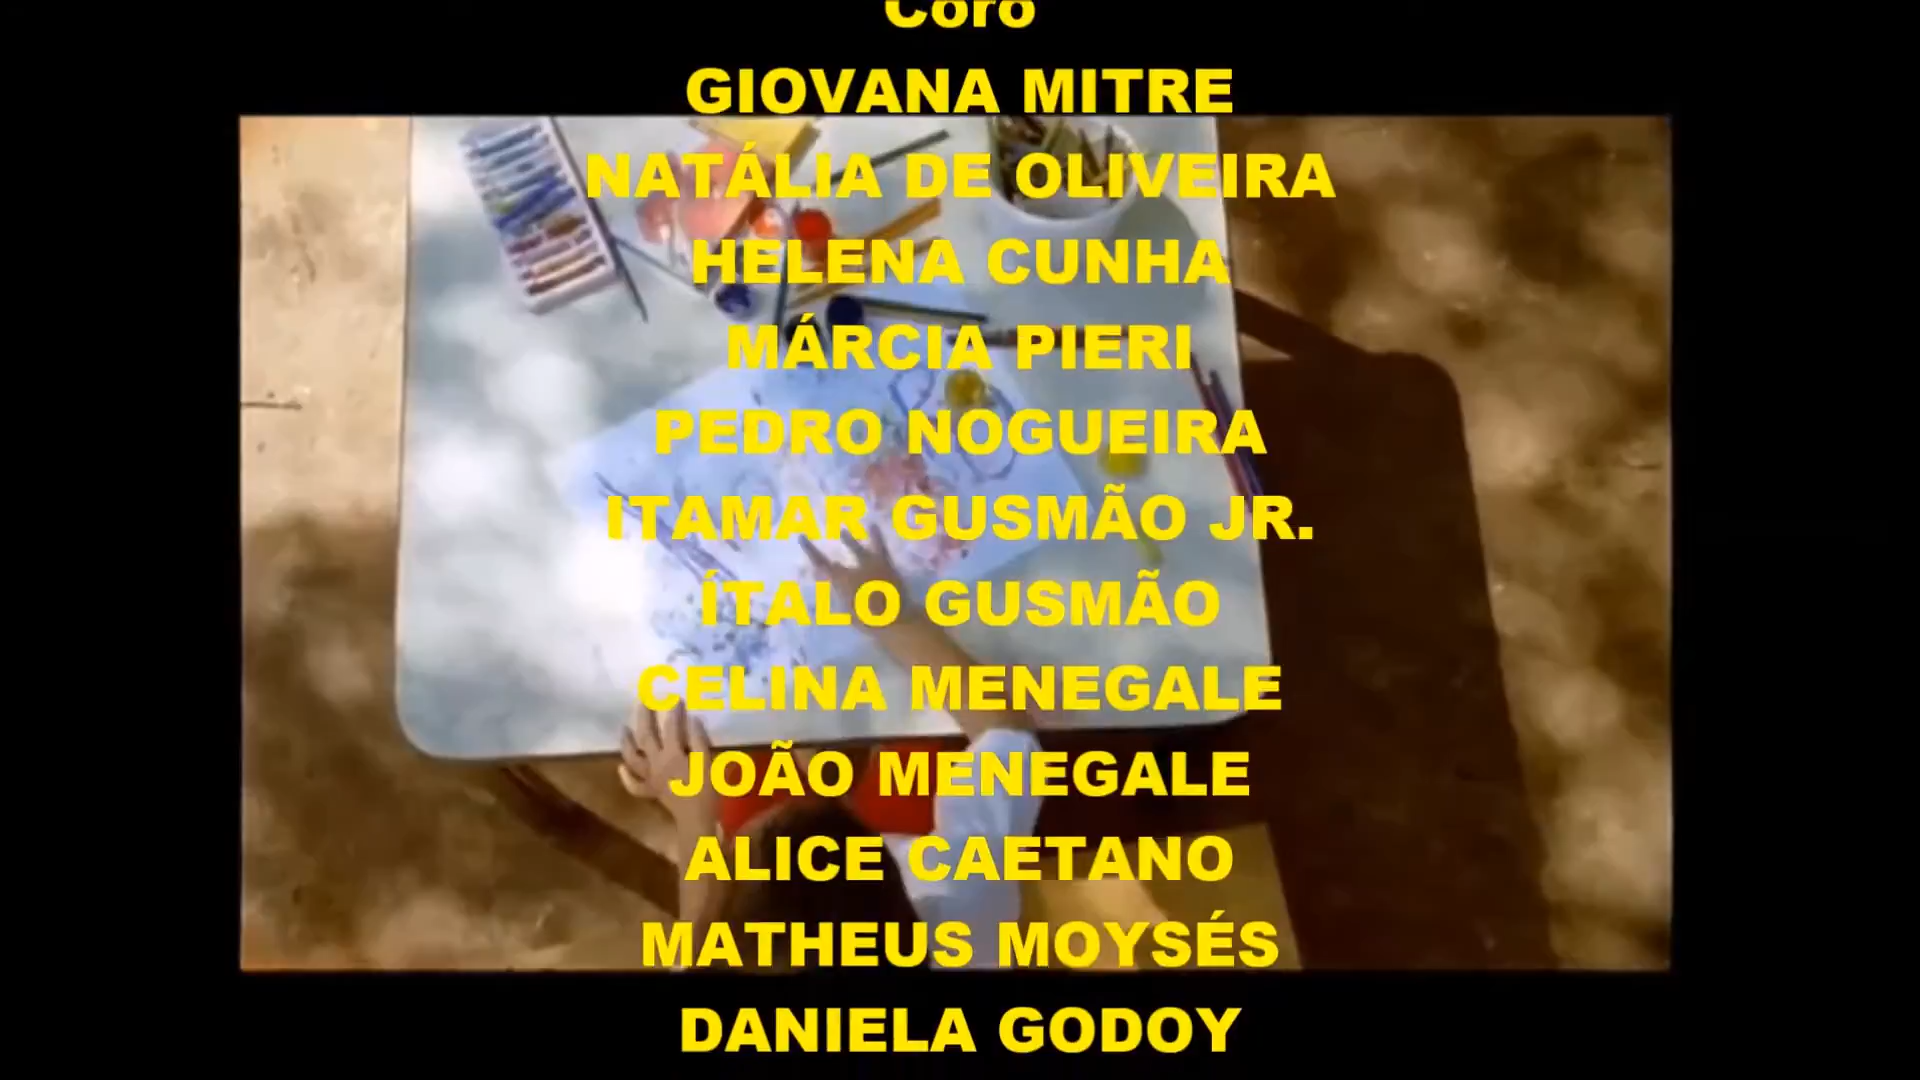 Coro
GIOVANA MITRE
NATÁLIA DE OLIVEIRA
HELENA CUNHA
MÁRCIA PIERI
PEDRO NOGUEIRA
ITAMAR GUSMÃO JR.
ÍTALO GUSMÃO
CELINA MENEGALE
JOÃO MENEGALE
ALICE CAETANO
MATHEUS MOYSÉS
DANIELA GODOY